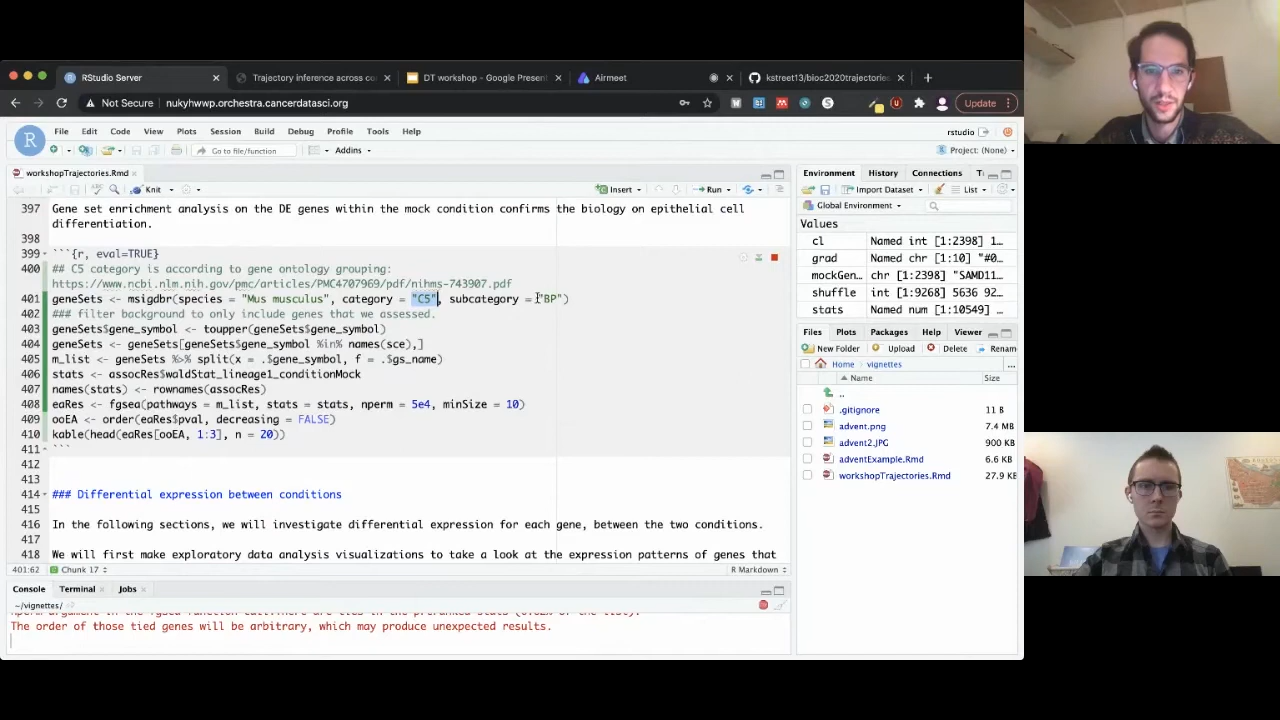 RStudio Server
Trajectory inference across co
DT workshop - Google Present
Airmeet
kstreet13/bioc2020trajectories
Not Secure
nukyhwwp.orchestra.cancerdatasci.org
Update
File Edit Code View Plots Session Build Debug Profile Tools Help
rstudio
Go to file/function
Addins
Project: (None)
workshopTrajectories.Rmd
Knit
Insert
Run
397 Gene set enrichment analysis on the DE genes within the mock condition confirms the biology on epithelial cell
differentiation.
398
399 ```{r, eval=TRUE}
400 ## C5 category is according to gene ontology grouping:
https://www.ncbi.nlm.nih.gov/pmc/articles/PMC4707969/pdf/nihms-743907.pdf
401 geneSets <- msigdbr(species = "Mus musculus", category = "C5", subcategory = "BP")
402 ### filter background to only include genes that we assessed.
403 geneSets$gene_symbol <- toupper(geneSets$gene_symbol)
404 geneSets <- geneSets[geneSets$gene_symbol %in% names(sce),]
405 m_list <- geneSets %>% split(x = .$gene_symbol, f = .$gs_name)
406 stats <- assocRes$waldStat_lineage1_conditionMock
407 names(stats) <- rownames(assocRes)
408 eaRes <- fgsea(pathways = m_list, stats = stats, nperm = 5e4, minSize = 10)
409 ooEA <- order(eaRes$pval, decreasing = FALSE)
410 kable(head(eaRes[ooEA, 1:3], n = 20))
411 ```
412
413
414 ### Differential expression between conditions
415
416 In the following sections, we will investigate differential expression for each gene, between the two conditions.
417
418 We will first make exploratory data analysis visualizations to take a look at the expression patterns of genes that
401:62 Chunk 17
R Markdown
Console Terminal Jobs
~/vignettes/
The order of those tied genes will be arbitrary, which may produce unexpected results.
Environment History Connections
Import Dataset
List
Global Environment
Values
cl Named int [1:2398] 1…
grad Named chr [1:10] "#0…
mockGen… chr [1:2398] "SAMD11…
shuffle int [1:9268] 5636 92…
stats Named num [1:10549] …
Files Plots Packages Help Viewer
New Folder Upload Delete Renam
Home vignettes
Name Size
..
.gitignore 11 B
advent.png 7.4 MB
advent2.JPG 900 KB
adventExample.Rmd 6.6 KB
workshopTrajectories.Rmd 27.9 KB